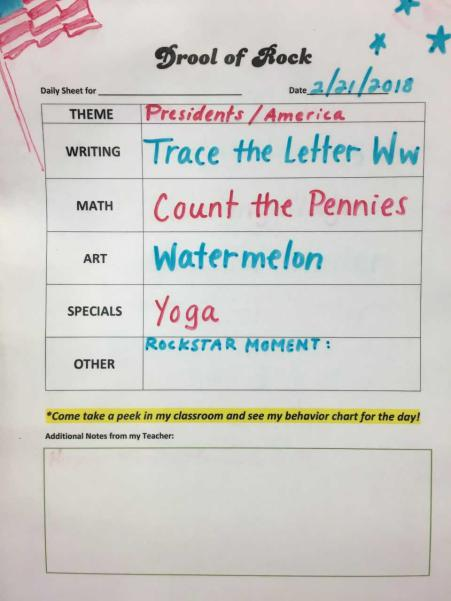 Drool of Rock
Daily Sheet for Date 2/21/2018
THEME Presidents / America
WRITING Trace the Letter Ww
MATH Count the Pennies
ART Watermelon
SPECIALS Yoga
OTHER ROCKSTAR MOMENT:
*Come take a peek in my classroom and see my behavior chart for the day!
Additional Notes from my Teacher: